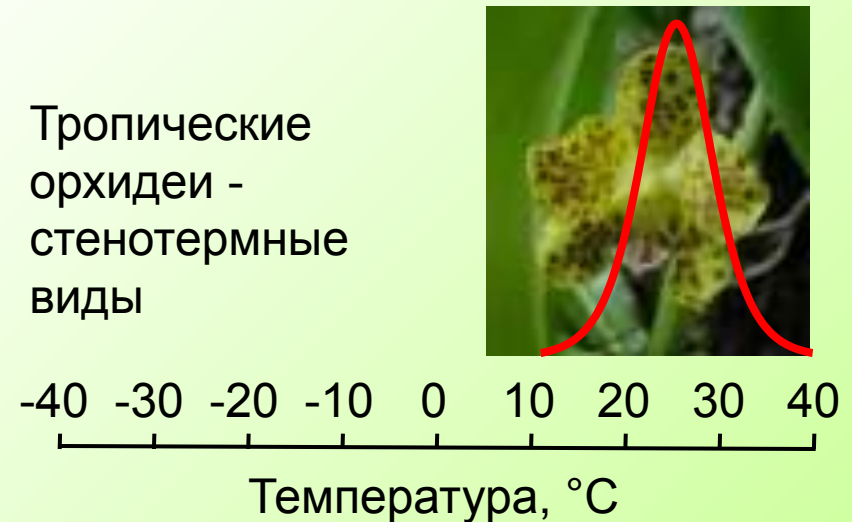 Тропические
орхидеи -
стенотермные
виды
-40 -30 -20 -10 0 10 20 30 40
Температура, °С